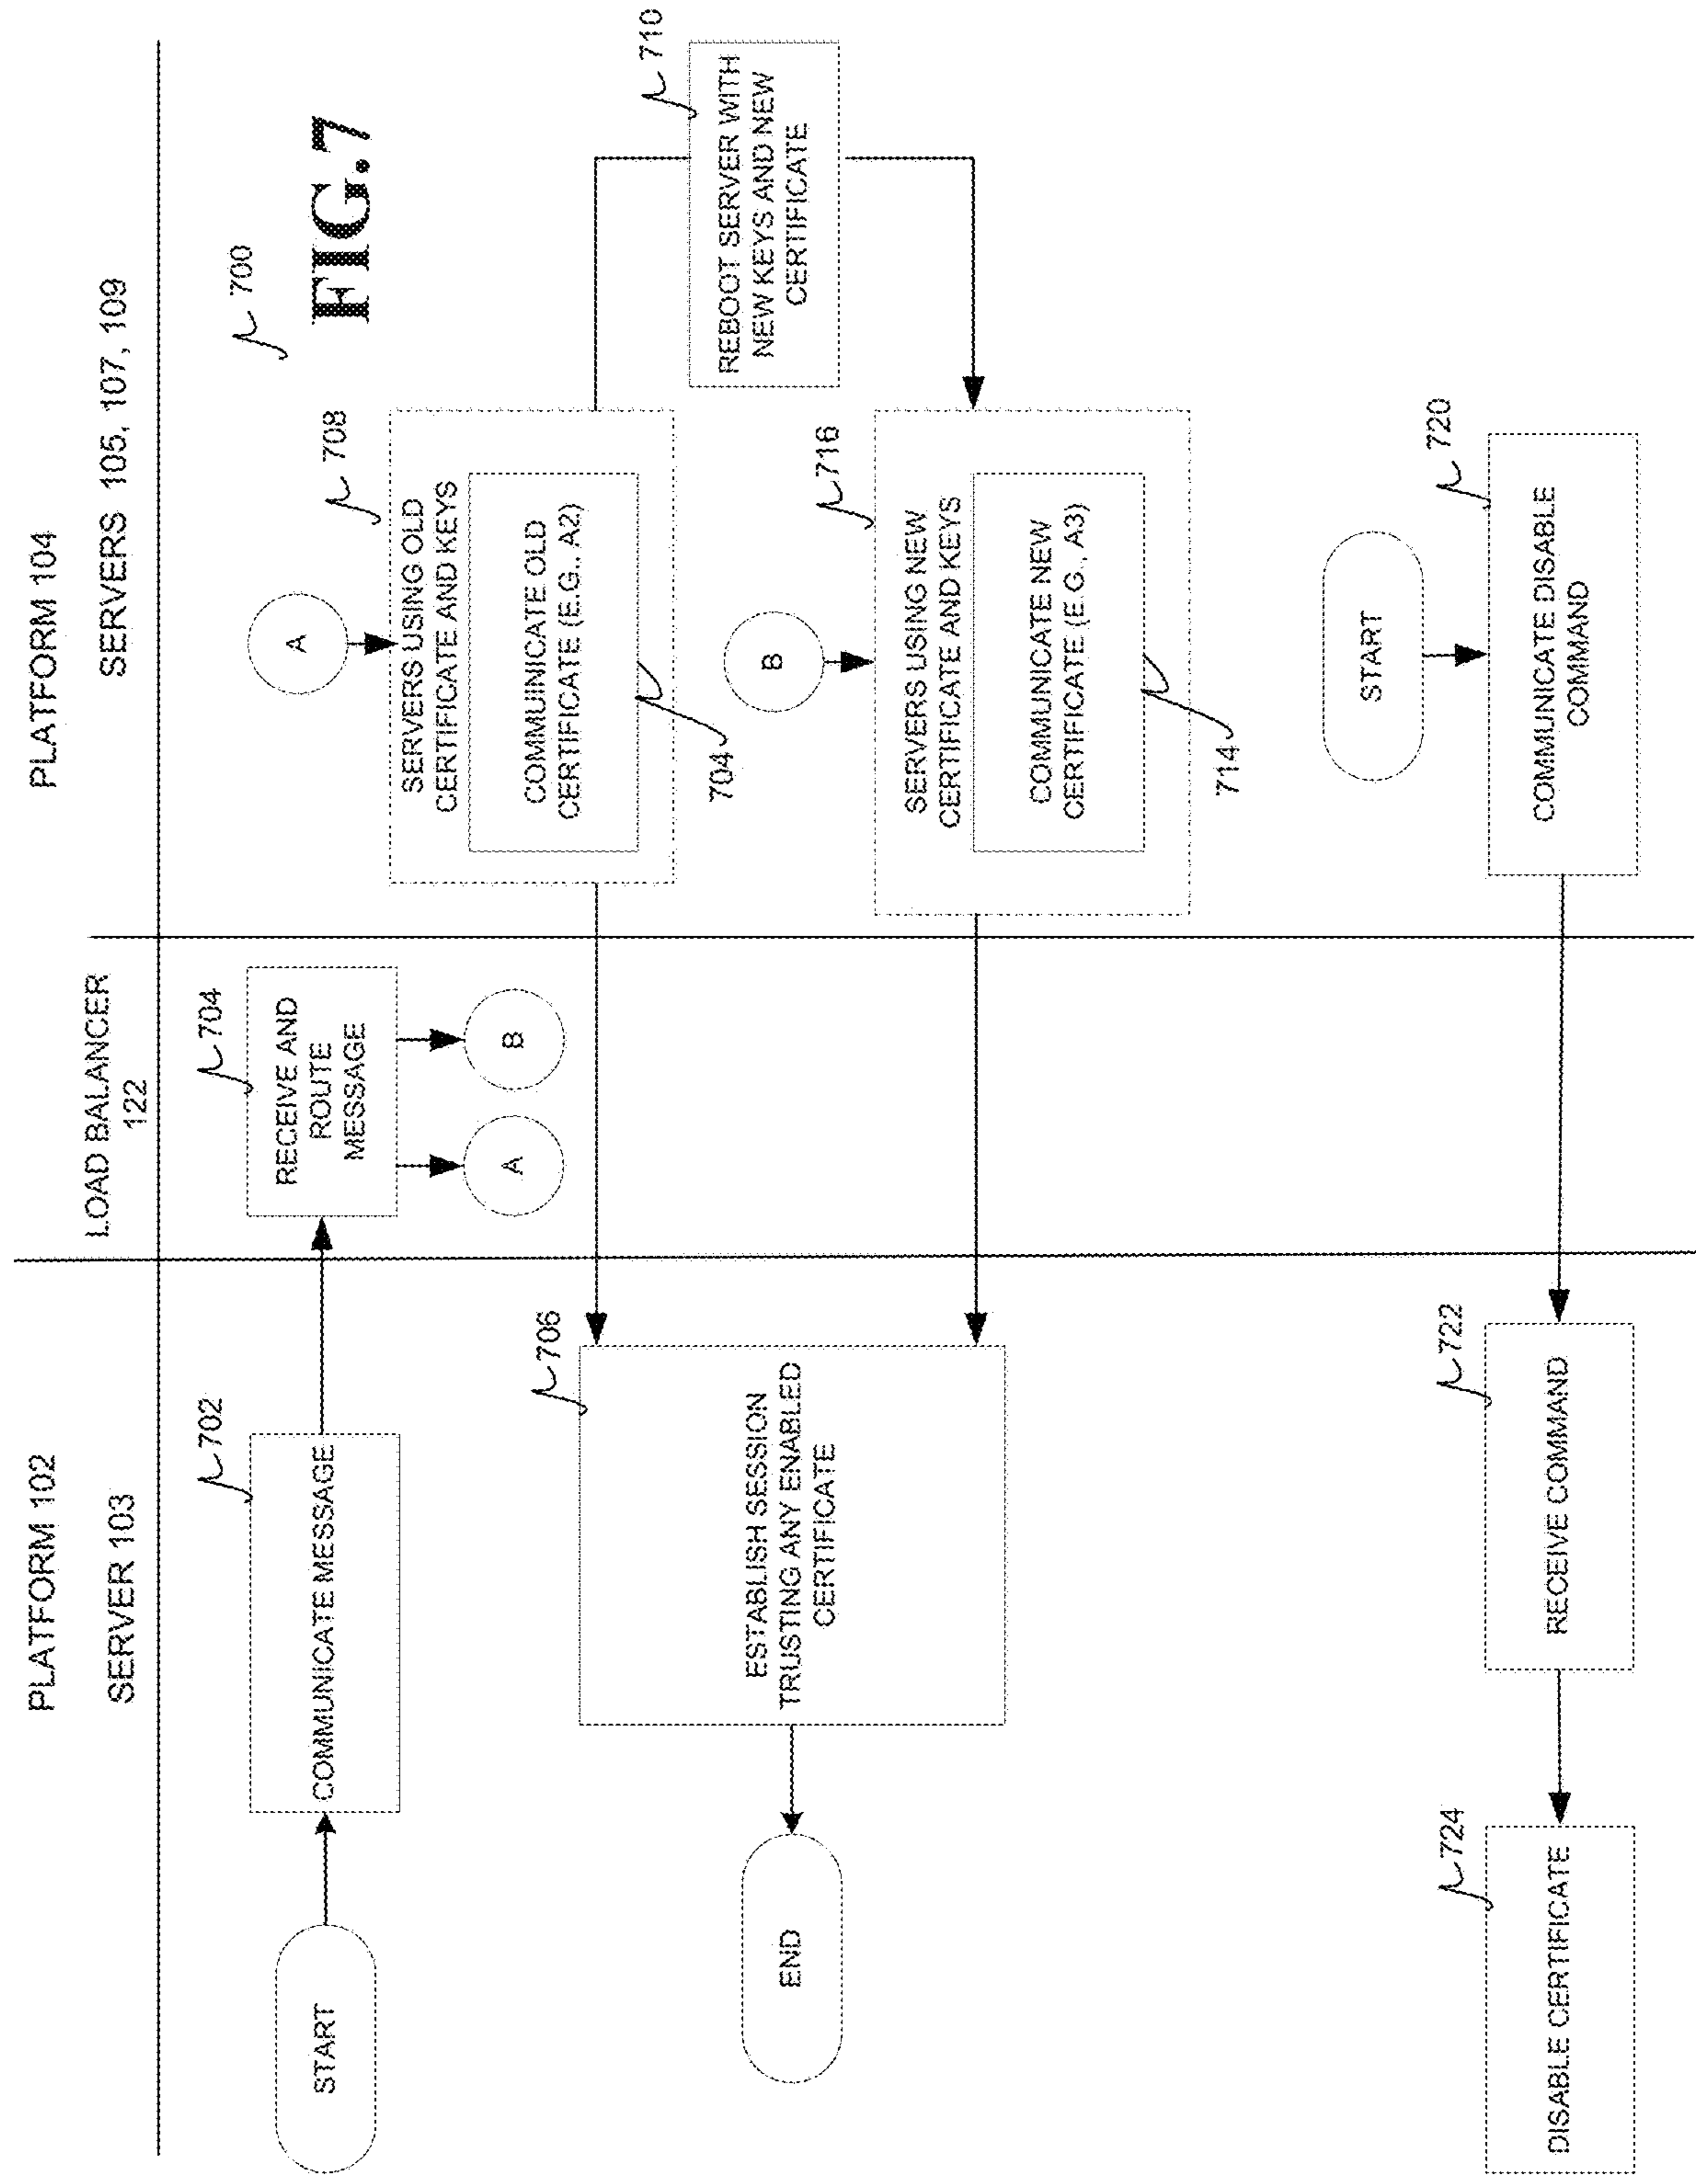 PLATFORM 102
SERVER 103
LOAD BALANCER
122
PLATFORM 104
SERVERS 105, 107, 109
700
FIG.7
START
702
COMMUNICATE MESSAGE
704
RECEIVE AND
ROUTE
MESSAGE
A
B
A
708
SERVERS USING OLD
CERTIFICATE AND KEYS
COMMUINICATE OLD
CERTIFICATE (E.G., A2)
704
710
REBOOT SERVER WITH
NEW KEYS AND NEW
CERTIFICATE
706
ESTABLISH SESSION
TRUSTING ANY ENABLED
CERTIFICATE
END
B
716
SERVERS USING NEW
CERTIFICATE AND KEYS
COMMUNICATE NEW
CERTIFICATE (E.G., A3)
714
START
720
COMMUNICATE DISABLE
COMMAND
722
RECEIVE COMMAND
724
DISABLE CERTIFICATE